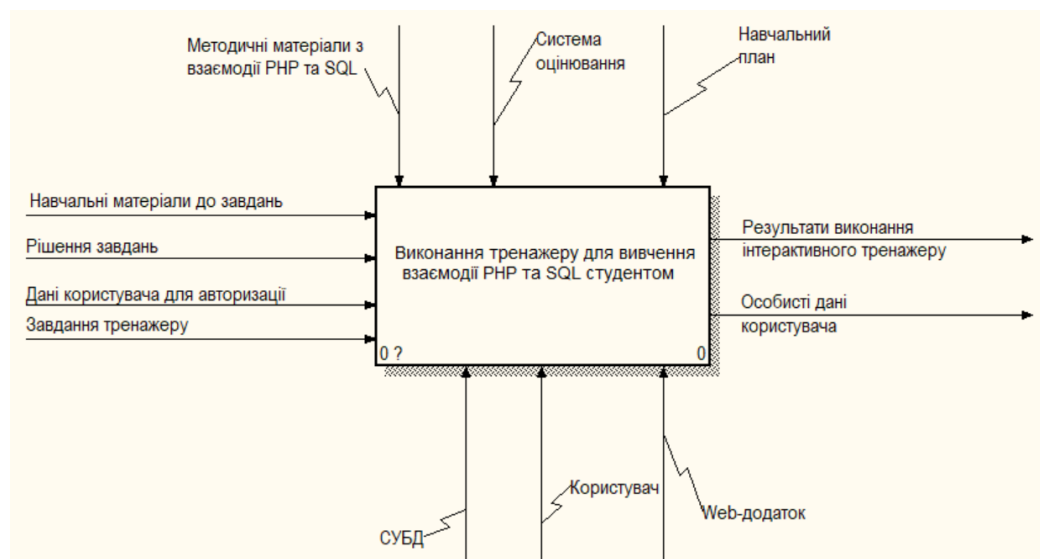 Методичні матеріали з
взаємодії PHP та SQL
Система
оцінювання
Навчальний
план
Навчальні матеріали до завдань
Рішення завдань
Дані користувача для авторизації
Завдання тренажеру
Виконання тренажеру для вивчення
взаємодії PHP та SQL студентом
0 ?
0
Результати виконання
інтерактивного тренажеру
Особисті дані
користувача
СУБД
Користувач
Web-додаток